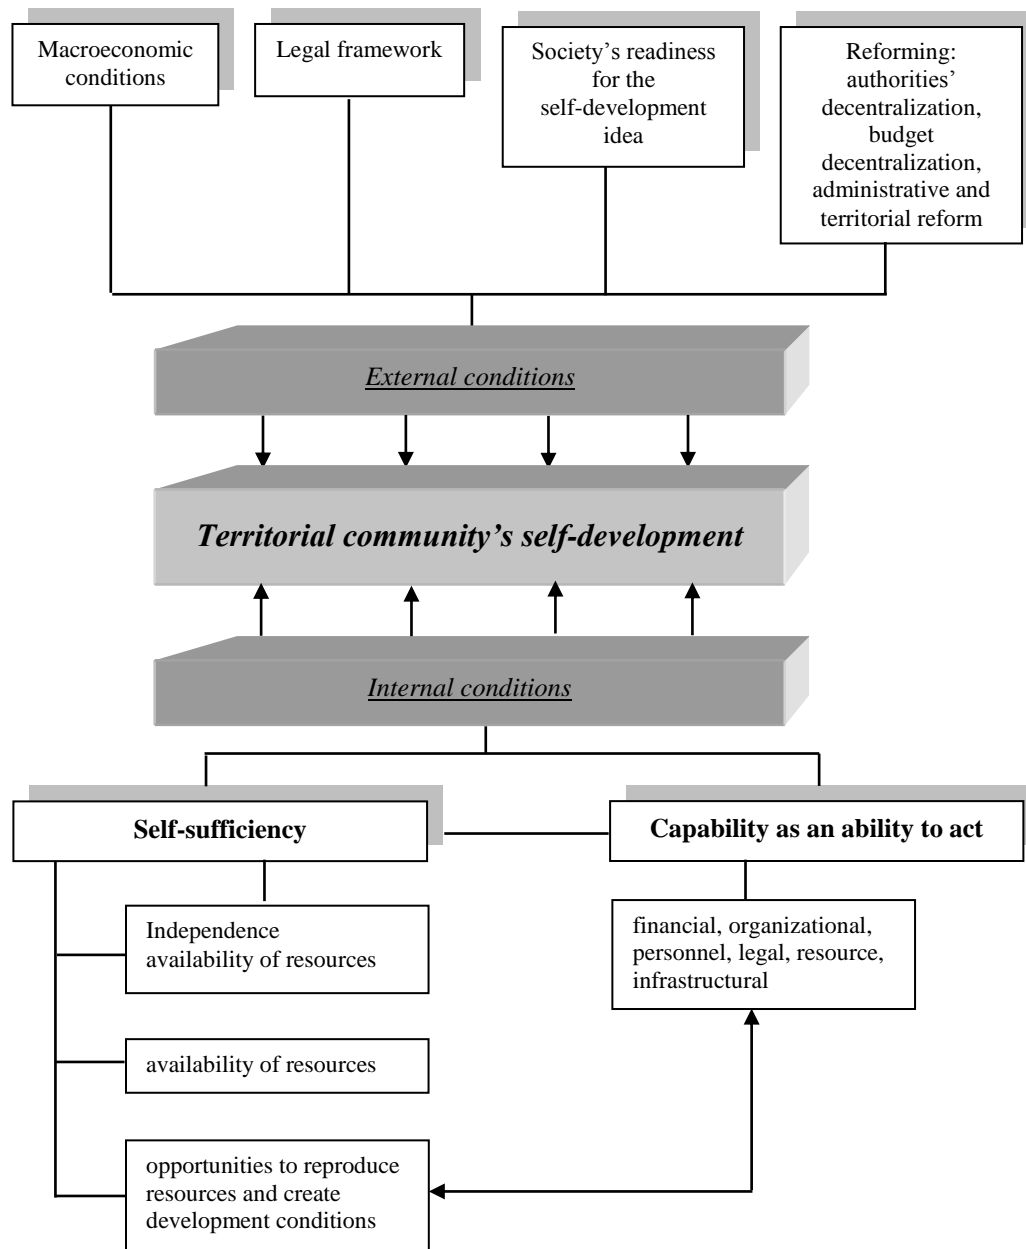 Macroeconomic
conditions
Legal framework
Society’s readiness
for the
self-development
idea
Reforming:
authorities’
decentralization,
budget
decentralization,
administrative and
territorial reform
External conditions
Territorial community’s self-development
Internal conditions
Self-sufficiency
Capability as an ability to act
Independence
availability of resources
financial, organizational,
personnel, legal, resource,
infrastructural
availability of resources
opportunities to reproduce
resources and create
development conditions